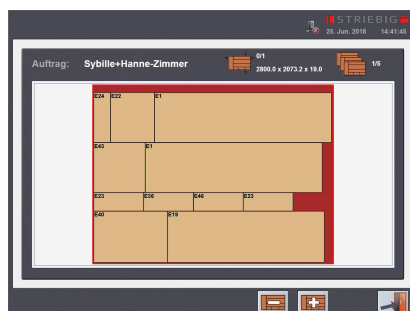 STRIEBIG
25. Jun. 2018 14:41:45
Auftrag: Sybille+Hanne-Zimmer
0/1
2800.0 x 2073.2 x 19.0
1/5
E24 E22 E1
E43 E1
E23 E36 E46 E23
E40 E19